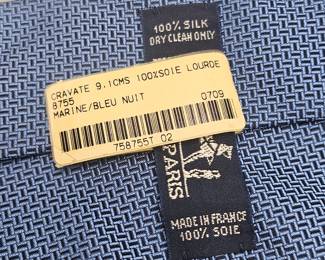 100% SILK
DRY CLEAN ONLY
CRAVATE 9.1CMS 100%SOIE LOURDE
8755
MARINE/BLEU NUIT 0709
758755T 02
PARIS
MADE IN FRANCE
100% SOIE